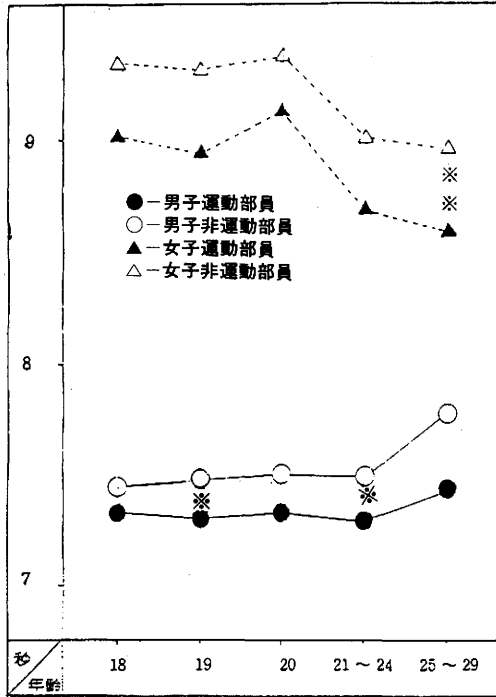 9
※
※
●－男子運動部員
○－男子非運動部員
▲－女子運動部員
△－女子非運動部員
8
※
※
7
秒
年齢
18
19
20
21～24
25～29